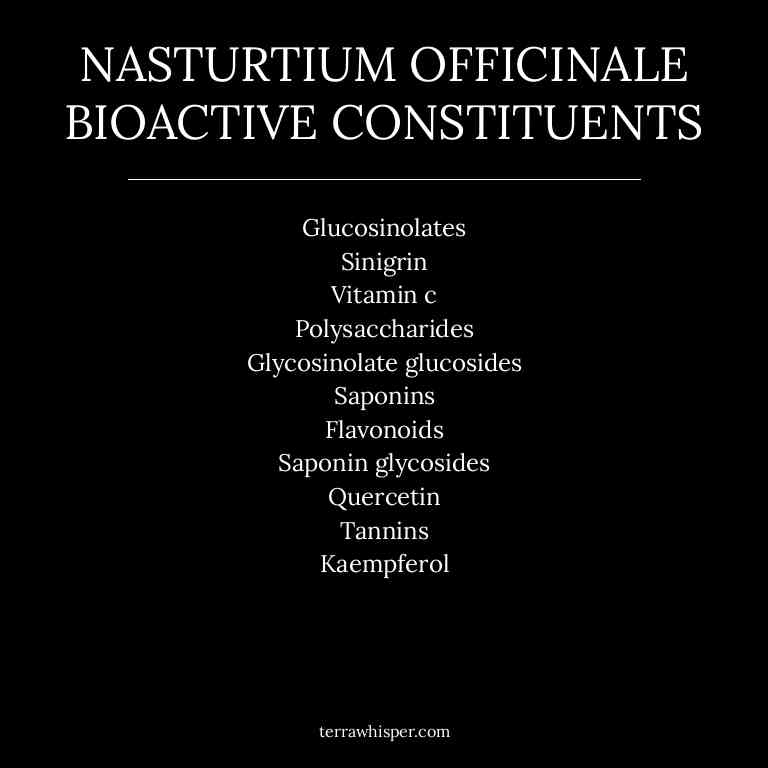 NASTURTIUM OFFICINALE
BIOACTIVE CONSTITUENTS
Glucosinolates
Sinigrin
Vitamin c
Polysaccharides
Glycosinolate glucosides
Saponins
Flavonoids
Saponin glycosides
Quercetin
Tannins
Kaempferol
terrawhisper.com